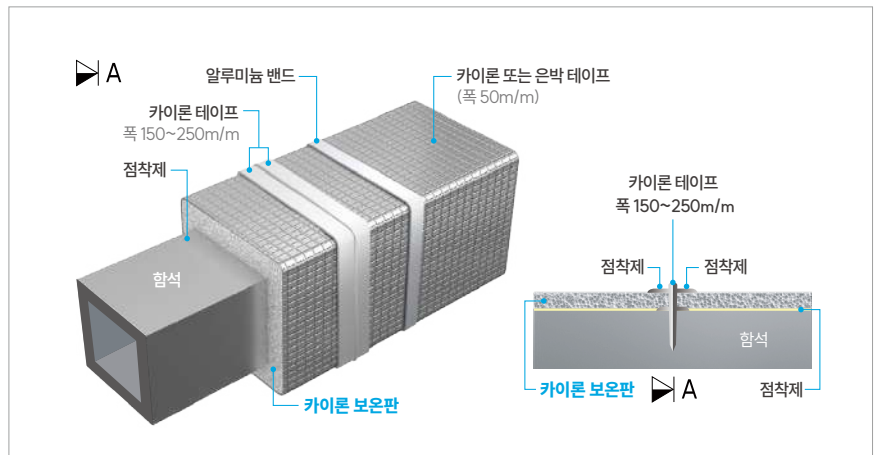 A
알루미늄 밴드
카이론 또는 은박 테이프
(폭 50m/m)
카이론 테이프
폭 150~250m/m
점착제
함석
카이론 보온판
카이론 테이프
폭 150~250m/m
점착제
점착제
함석
카이론 보온판
A
점착제